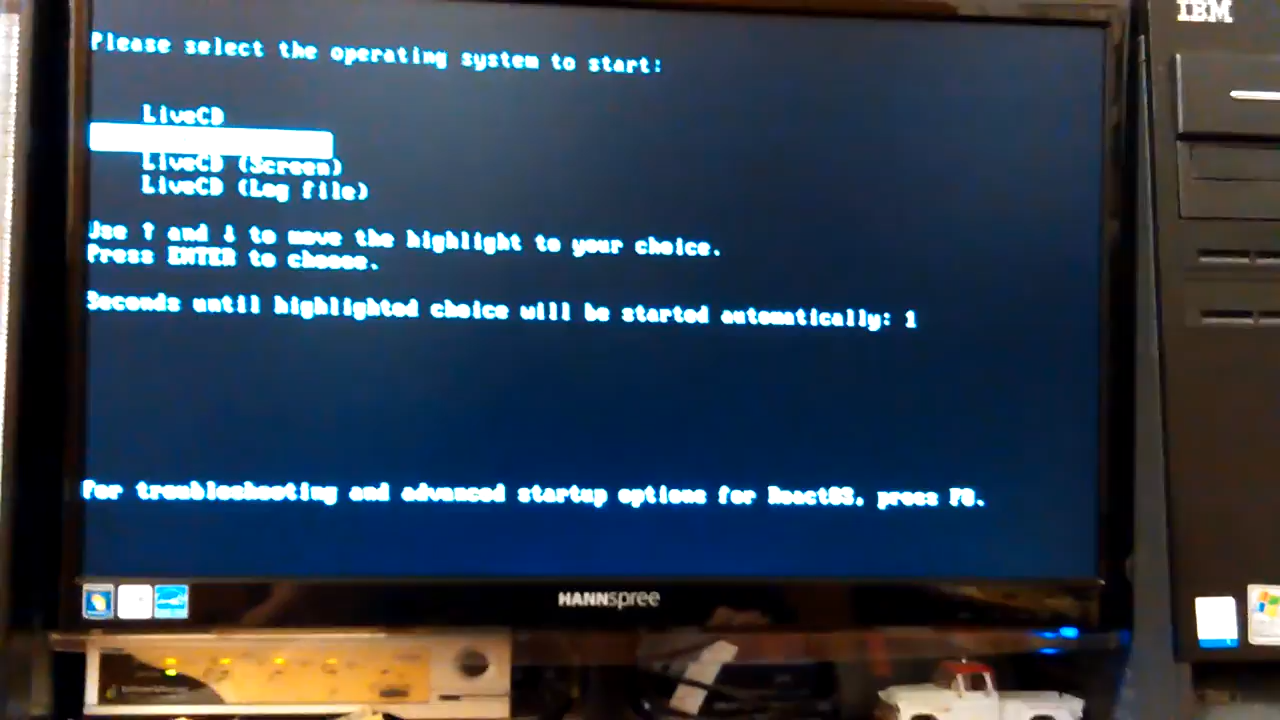 IBM
Please select the operating system to start:
LiveCD
LiveCD (Screen)
LiveCD (Log file)
Use ↑ and ↓ to move the highlight to your choice.
Press ENTER to choose.
Seconds until highlighted choice will be started automatically: 1
For troubleshooting and advanced startup options for ReactOS, press F8.
HANNspree